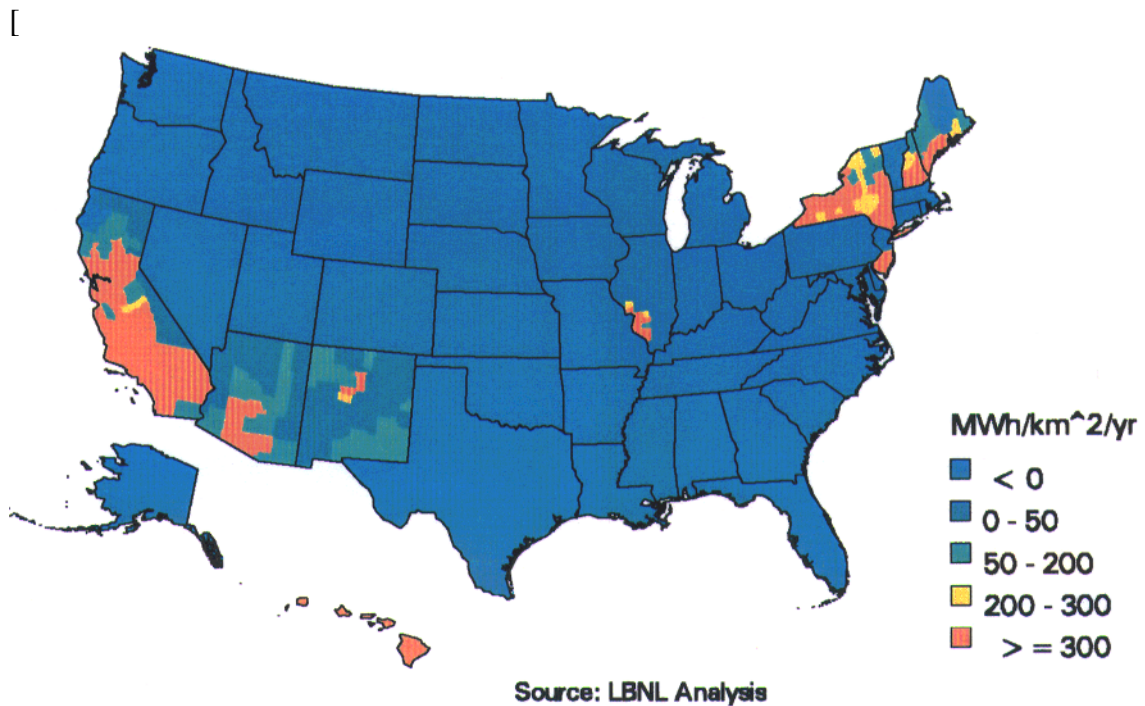 [
MWh/km^2/yr
< 0
0 - 50
50 - 200
200 - 300
> = 300
Source: LBNL Analysis